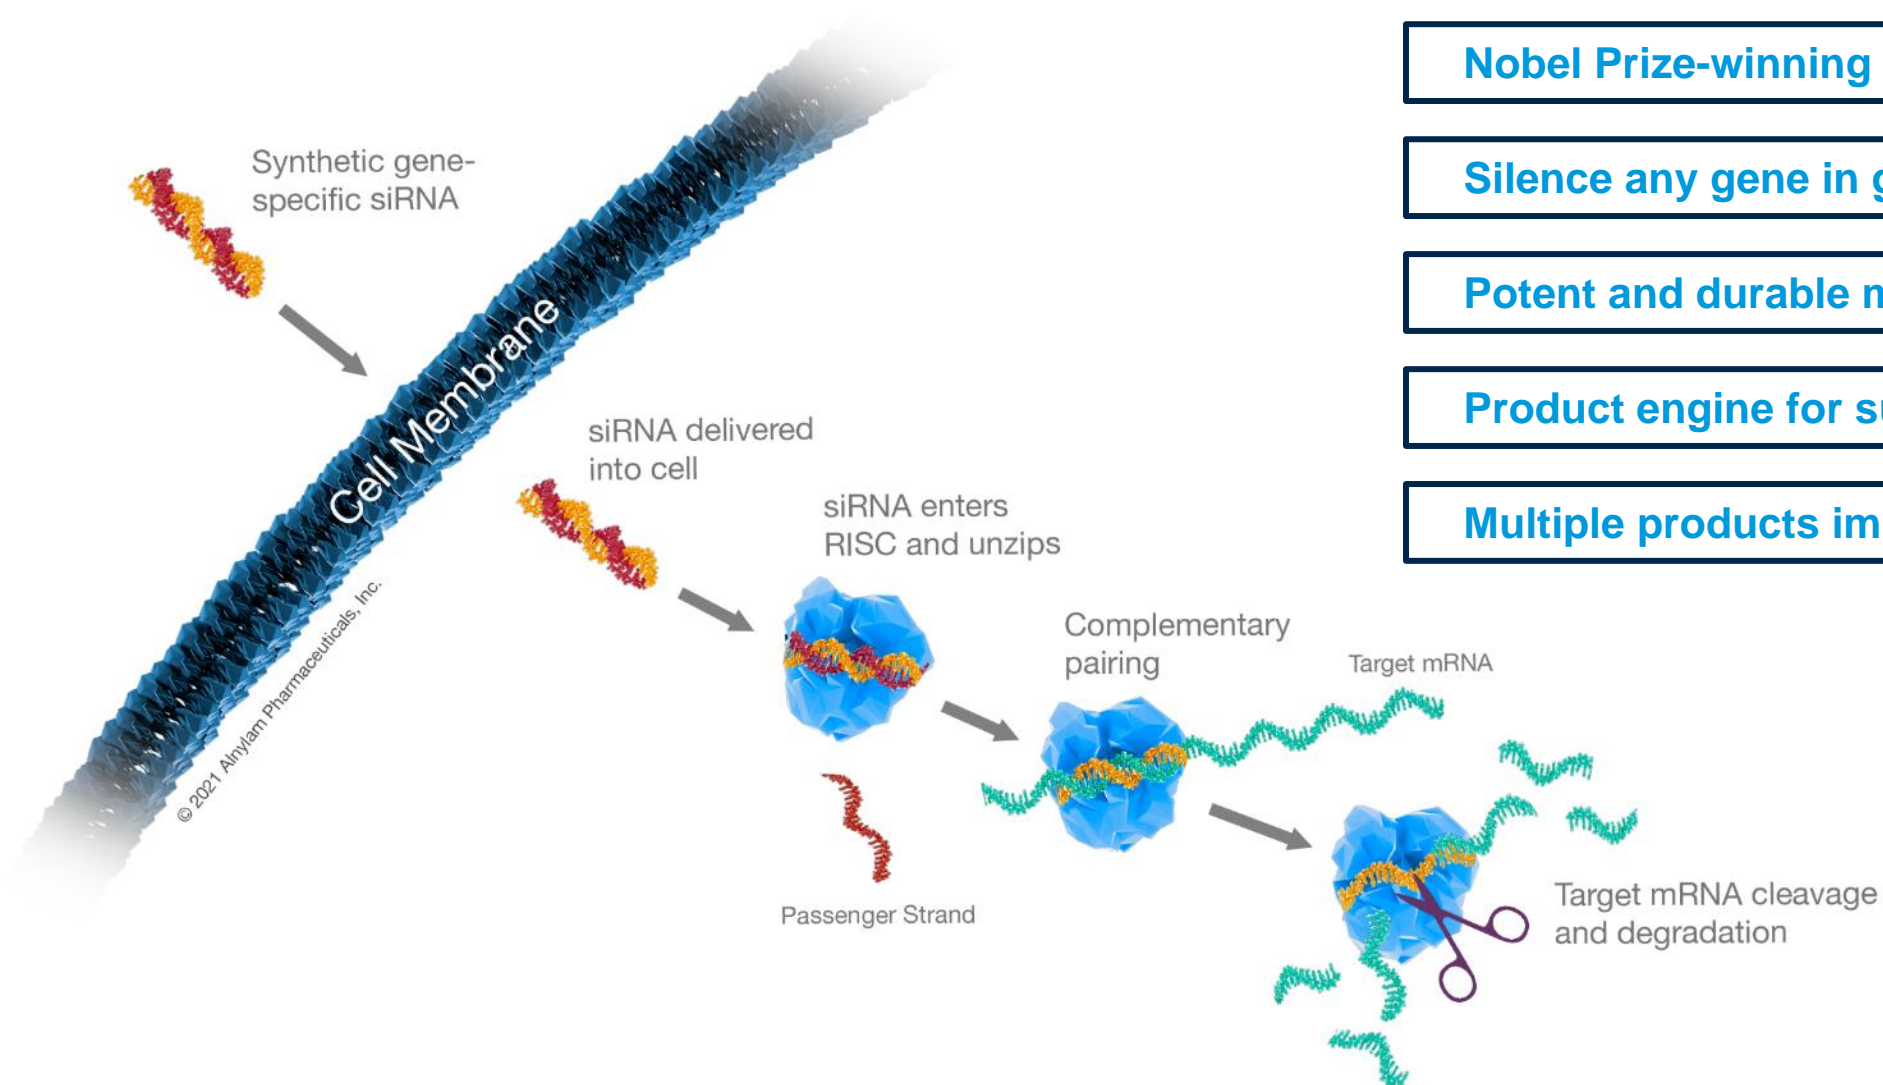 Nobel Prize-winning
Silence any gene in g
Potent and durable m
Product engine for su
Multiple products im
Synthetic gene-
specific siRNA
Cell Membrane
© 2021 Alnylam Pharmaceuticals, Inc.
siRNA delivered
into cell
siRNA enters
RISC and unzips
Complementary
pairing
Target mRNA
Passenger Strand
Target mRNA cleavage
and degradation